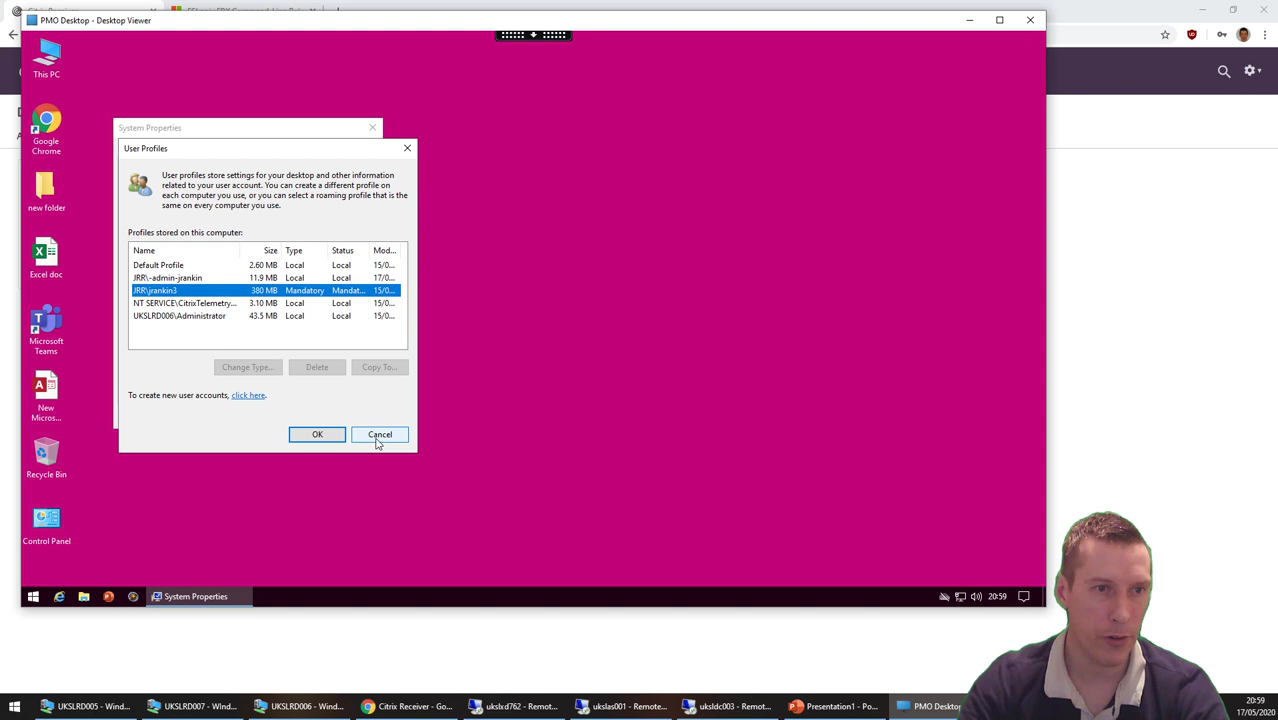 PMO Desktop - Desktop Viewer
This PC
Google
Chrome
new folder
Excel doc
Microsoft
Teams
New
Micros...
Recycle Bin
Control Panel
System Properties
User Profiles
User profiles store settings for your desktop and other information
related to your user account. You can create a different profile on
each computer you use, or you can select a roaming profile that is the
same on every computer you use.
Profiles stored on this computer:
Name Size Type Status Mod...
Default Profile 2.60 MB Local Local 15/0...
JRR\-admin-jrankin 11.9 MB Local Local 17/0...
JRR\jrankin3 380 MB Mandatory Mandat... 15/0...
NT SERVICE\CitrixTelemetry... 3.10 MB Local Local 15/0...
UKSLRD006\Administrator 43.5 MB Local Local 15/0...
Change Type... Delete Copy To...
To create new user accounts, click here.
OK Cancel
System Properties
20:59
UKSLRD005 - Wind...
UKSLRD007 - Wind...
UKSLRD006 - Wind...
Citrix Receiver - Go...
ukslxd762 - Remot...
ukslas001 - Remote...
uksldc003 - Remot...
Presentation1 - Po...
PMO Desktop
20:59
17/05/2020